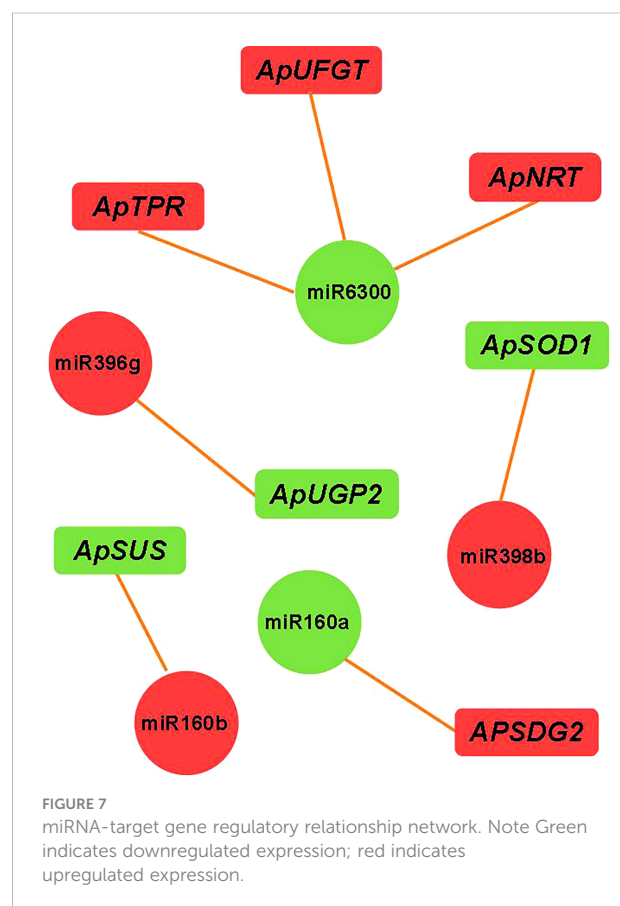 ApUFGT
ApNRT
ApTPR
miR6300
ApSOD1
miR396g
ApUGP2
ApSUS
miR398b
miR160a
miR160b
APSDG2
FIGURE 7
miRNA-target gene regulatory relationship network. Note Green
indicates downregulated expression; red indicates
upregulated expression.